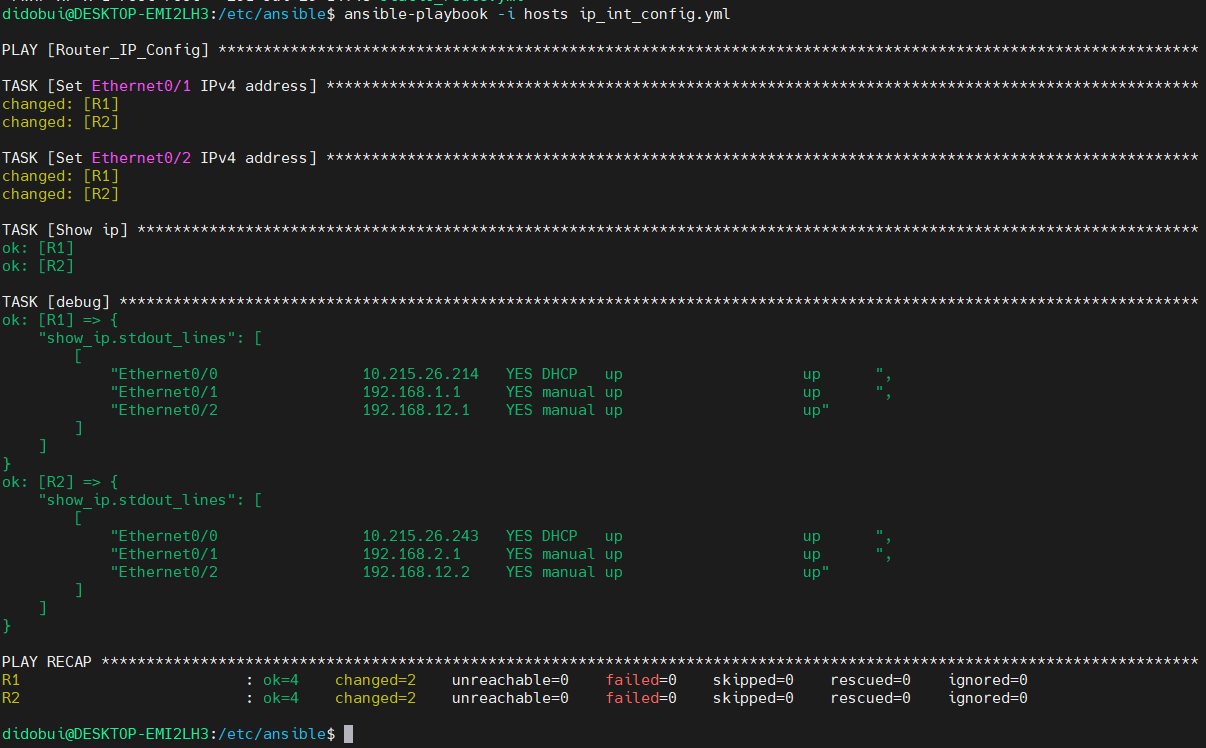 didobui@DESKTOP-EMI2LH3:/etc/ansible$ ansible-playbook -i hosts ip_int_config.yml

PLAY [Router_IP_Config] *************************************************************************************************************

TASK [Set Ethernet0/1 IPv4 address] *************************************************************************************************
changed: [R1]
changed: [R2]

TASK [Set Ethernet0/2 IPv4 address] *************************************************************************************************
changed: [R1]
changed: [R2]

TASK [Show ip] **********************************************************************************************************************
ok: [R1]
ok: [R2]

TASK [debug] ************************************************************************************************************************
ok: [R1] => {
    "show_ip.stdout_lines": [
        [
            "Ethernet0/0                10.215.26.214   YES DHCP   up                    up      ",
            "Ethernet0/1                192.168.1.1     YES manual up                    up      ",
            "Ethernet0/2                192.168.12.1    YES manual up                    up"
        ]
    ]
}
ok: [R2] => {
    "show_ip.stdout_lines": [
        [
            "Ethernet0/0                10.215.26.243   YES DHCP   up                    up      ",
            "Ethernet0/1                192.168.2.1     YES manual up                    up      ",
            "Ethernet0/2                192.168.12.2    YES manual up                    up"
        ]
    ]
}

PLAY RECAP **************************************************************************************************************************
R1                         : ok=4    changed=2    unreachable=0    failed=0    skipped=0    rescued=0    ignored=0
R2                         : ok=4    changed=2    unreachable=0    failed=0    skipped=0    rescued=0    ignored=0

didobui@DESKTOP-EMI2LH3:/etc/ansible$